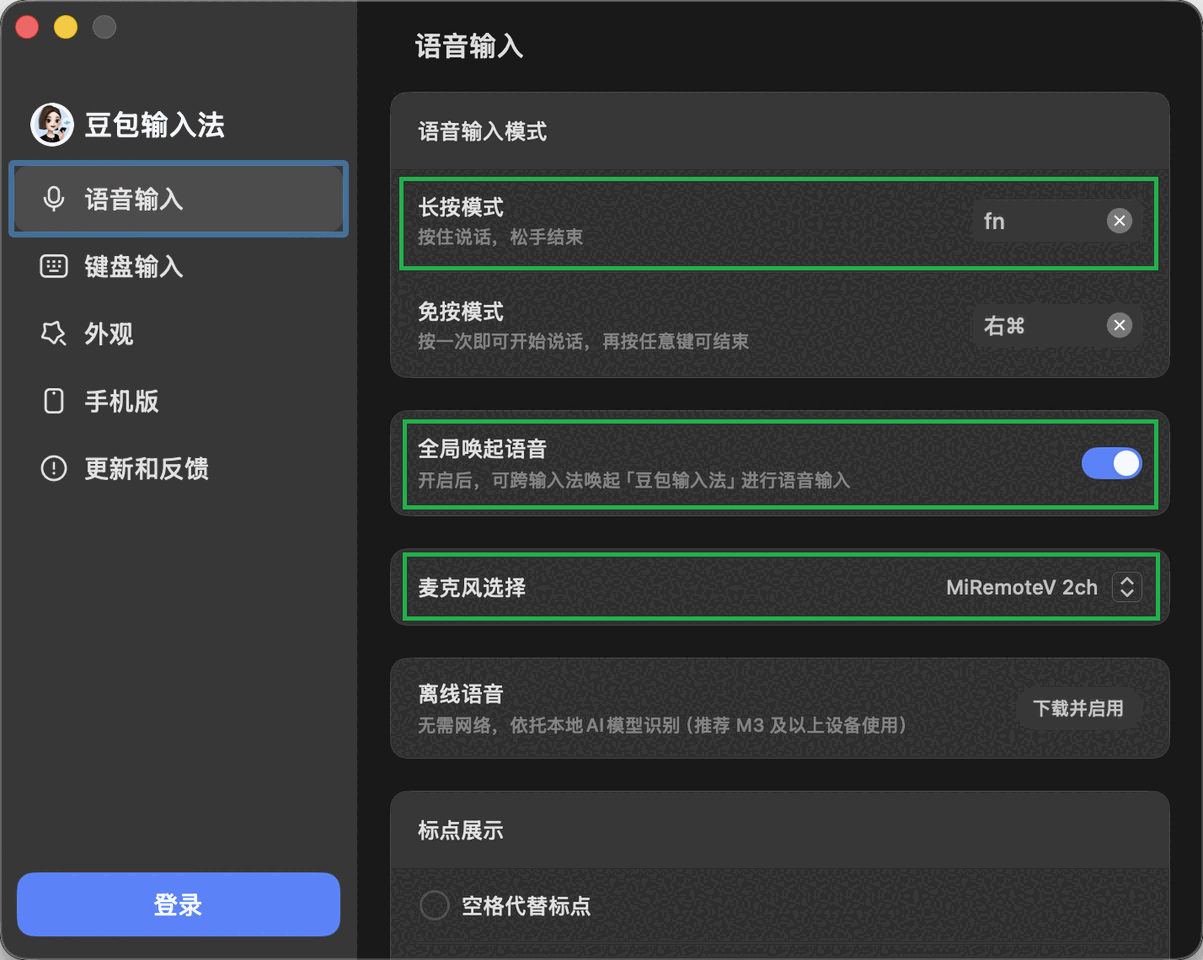 豆包输入法
语音输入
键盘输入
外观
手机版
更新和反馈
登录
语音输入
语音输入模式
长按模式
按住说话，松手结束
fn
免按模式
按一次即可开始说话，再按任意键可结束
右⌘
全局唤起语音
开启后，可跨输入法唤起「豆包输入法」进行语音输入
麦克风选择
MiRemoteV 2ch
离线语音
无需网络，依托本地AI模型识别（推荐 M3 及以上设备使用）
下载并启用
标点展示
空格代替标点